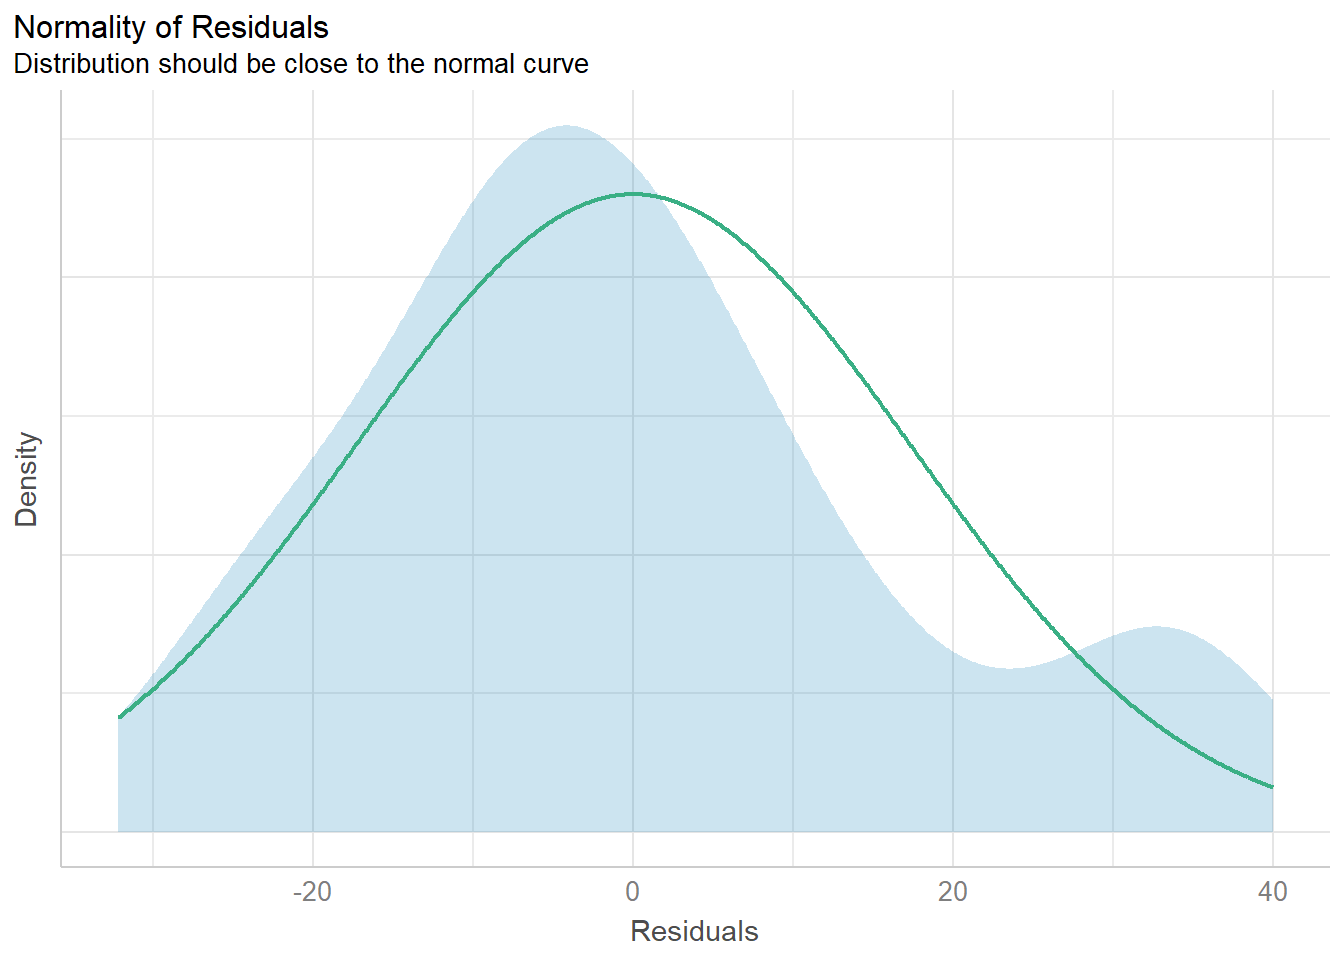 Normality of Residuals
Distribution should be close to the normal curve
Density
-20
0
20
40
Residuals